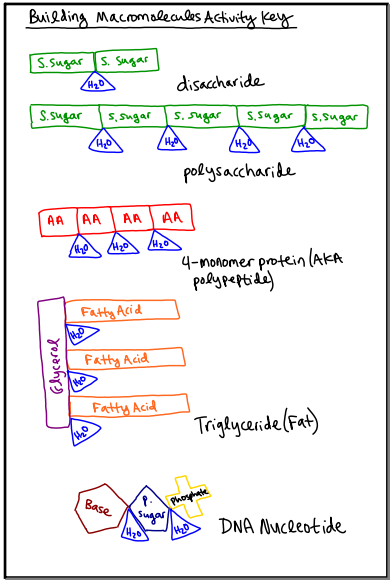 Building Macromolecules Activity Key
S. Sugar S. Sugar
H₂O
disaccharide
S. Sugar S. Sugar S. Sugar S. Sugar S. Sugar
H₂O H₂O H₂O H₂O
polysaccharide
AA AA AA AA
H₂O H₂O H₂O
4-monomer protein (AKA
polypeptide)
Glycerol
Fatty Acid
H₂O
Fatty Acid
H₂O
Fatty Acid
H₂O
Triglyceride (Fat)
Base P. Sugar Phosphate
H₂O H₂O
DNA Nucleotide